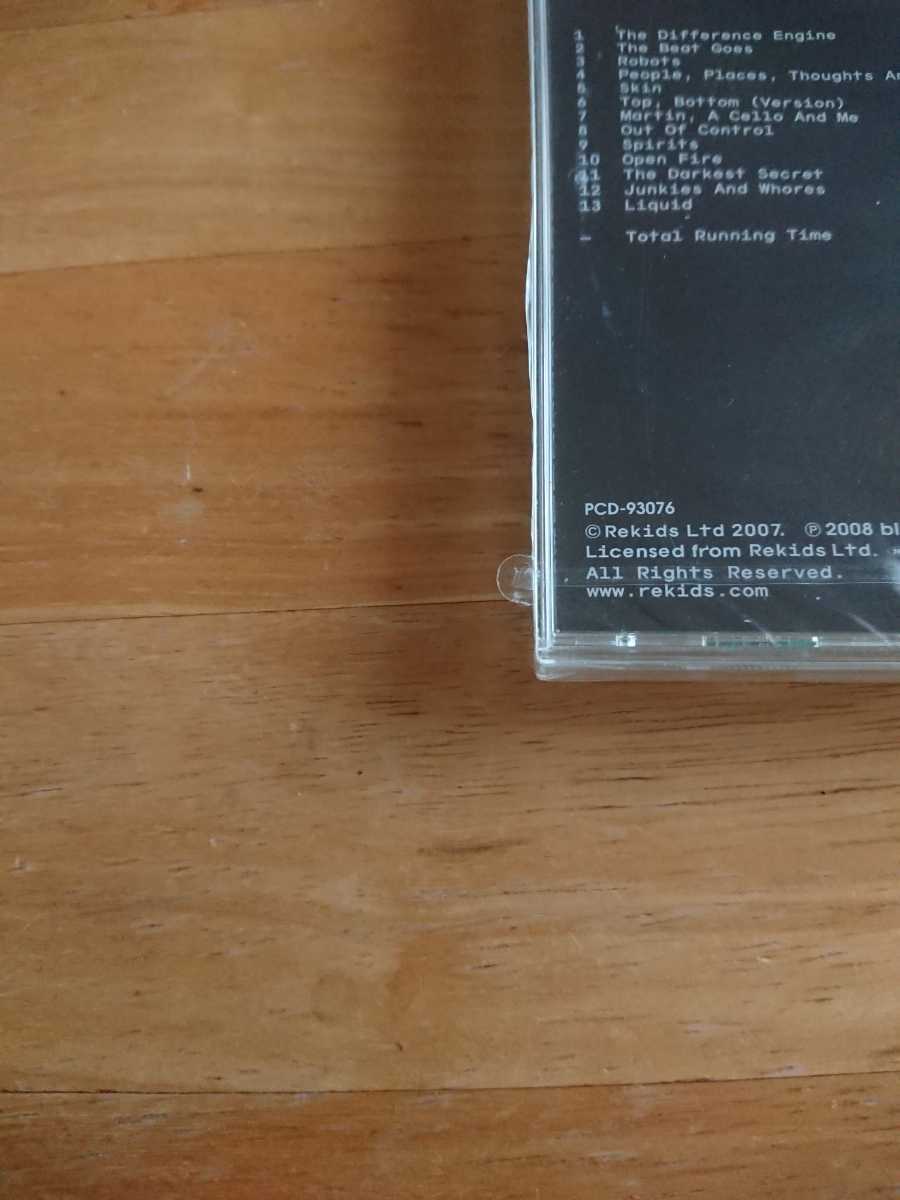 1 The Difference Engine
2 The Beat Goes
3 Robots
4 People, Places, Thoughts
5 Skin
6 Top, Bottom (Version)
7 Martin, A Cello And Me
8 Out Of Control
9 Spirits
10 Open Fire
11 The Darkest Secret
12 Junkies And Whores
13 Liquid
— Total Running Time
PCD-93076
©Rekids Ltd 2007. ℗2008
Licensed from Rekids Ltd.
All Rights Reserved.
www.rekids.com